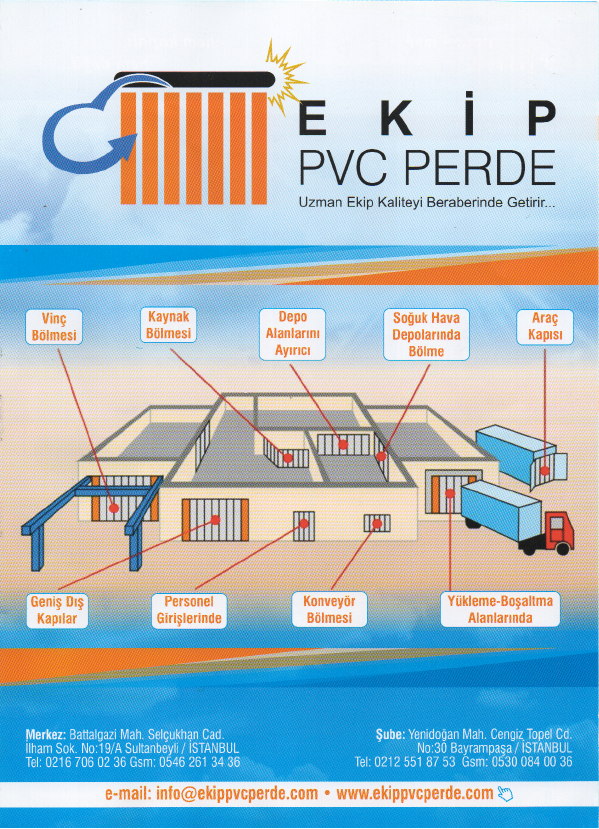 EKİP
PVC PERDE
Uzman Ekip Kaliteyi Beraberinde Getirir...
Vinç
Bölmesi
Kaynak
Bölmesi
Depo
Alanlarını
Ayırıcı
Soğuk Hava
Depolarında
Bölme
Araç
Kapısı
Geniş Dış
Kapılar
Personel
Girişlerinde
Konveyör
Bölmesi
Yükleme-Boşaltma
Alanlarında
Merkez: Battalgazi Mah. Selçukhan Cad.
İlham Sok. No:19/A Sultanbeyli / İSTANBUL
Tel: 0216 706 02 36 Gsm: 0546 261 34 36
Şube: Yenidoğan Mah. Cengiz Topel Cd.
No:30 Bayrampaşa / İSTANBUL
Tel: 0212 551 87 53 Gsm: 0530 084 00 36
e-mail: info@ekippvcperde.com • www.ekippvcperde.com